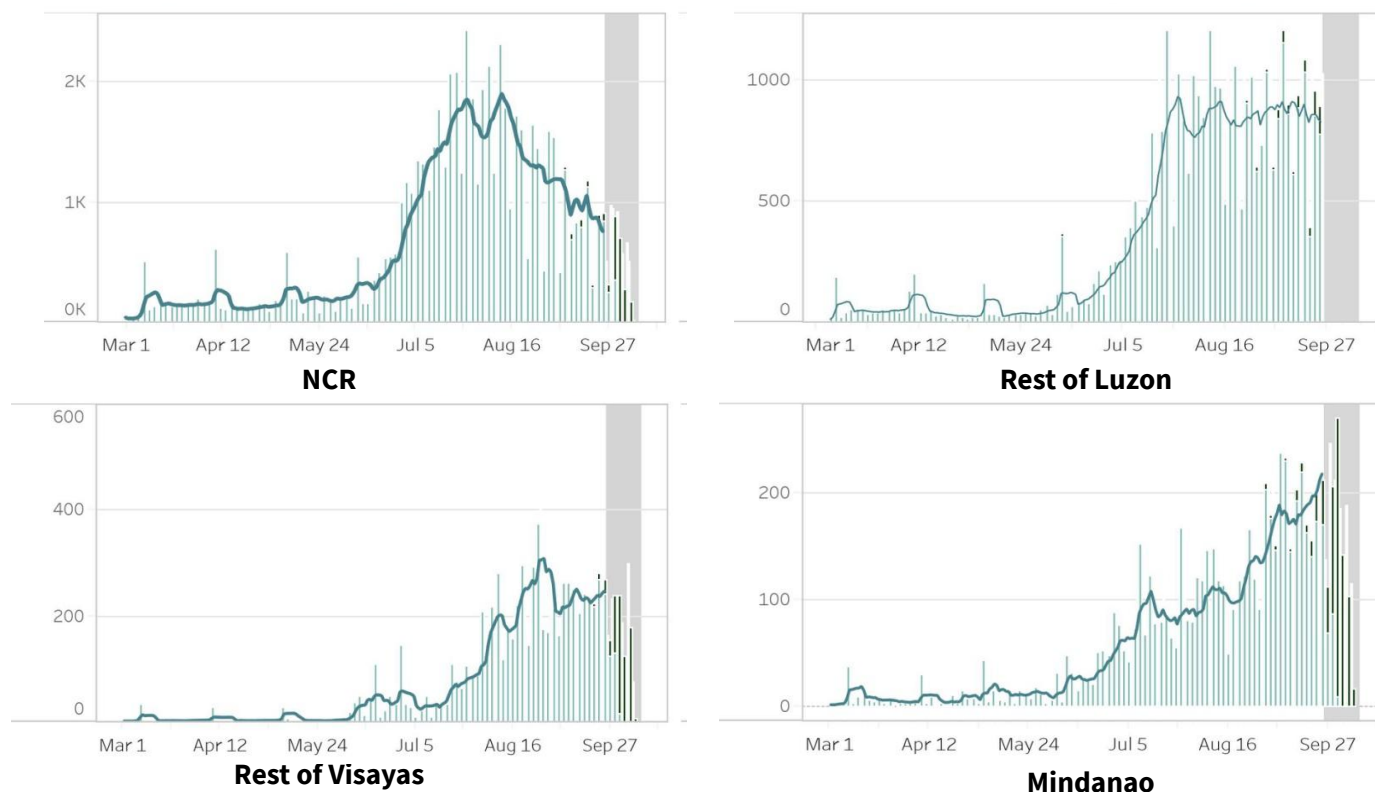 2K
1K
0K
Mar 1 Apr 12 May 24 Jul 5 Aug 16 Sep 27
NCR
1000
500
0
Mar 1 Apr 12 May 24 Jul 5 Aug 16 Sep 27
Rest of Luzon
600
400
200
0
Mar 1 Apr 12 May 24 Jul 5 Aug 16 Sep 27
Rest of Visayas
200
100
0
Mar 1 Apr 12 May 24 Jul 5 Aug 16 Sep 27
Mindanao